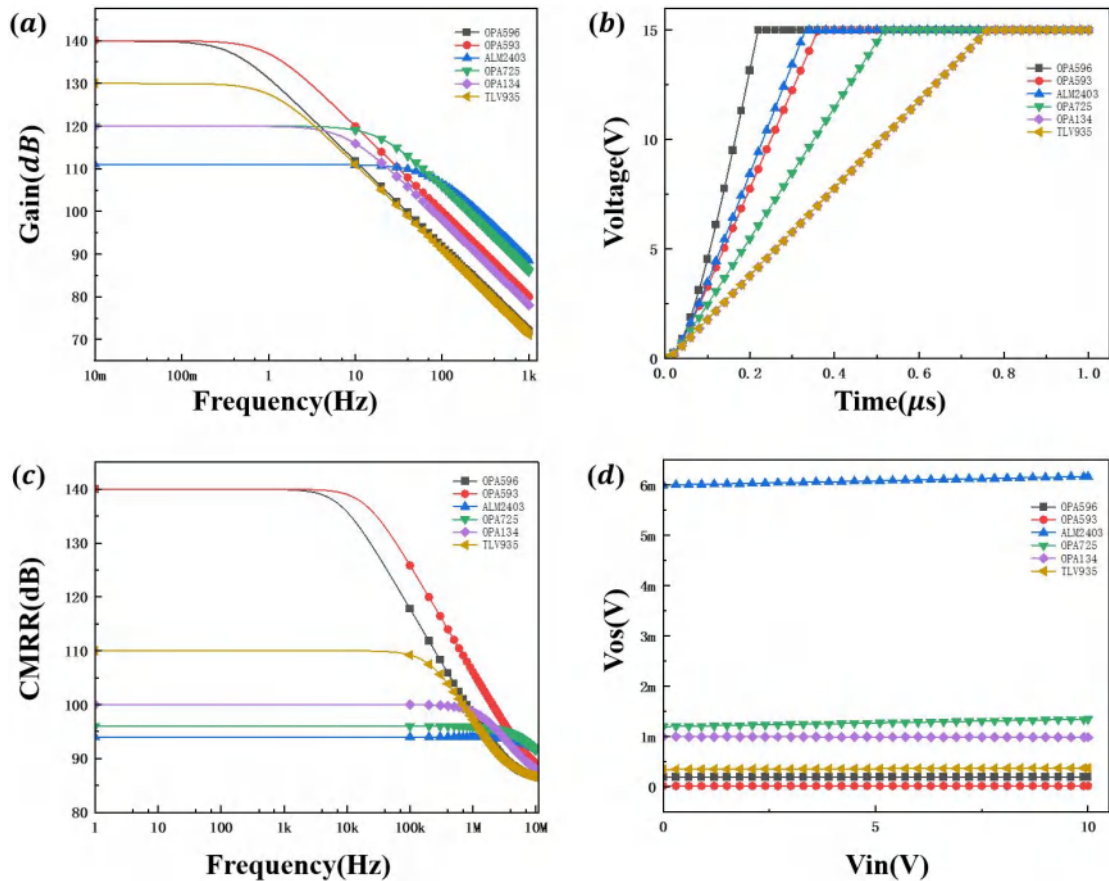 (a)
Gain(dB)
140
130
120
110
100
90
80
70
10m 100m 1 10 100 1k
Frequency(Hz)
OPA596
OPA593
ALM2403
OPA725
OPA134
TLV935
(b)
Voltage(V)
15
10
5
0
0.0 0.2 0.4 0.6 0.8 1.0
Time(μs)
OPA596
OPA593
ALM2403
OPA725
OPA134
TLV935
(c)
CMRR(dB)
140
130
120
110
100
90
80
1 10 100 1k 10k 100k 1M 10M
Frequency(Hz)
OPA596
OPA593
ALM2403
OPA725
OPA134
TLV935
(d)
Vos(V)
6m
5m
4m
3m
2m
1m
0
0 5 10
Vin(V)
OPA596
OPA593
ALM2403
OPA725
OPA134
TLV935